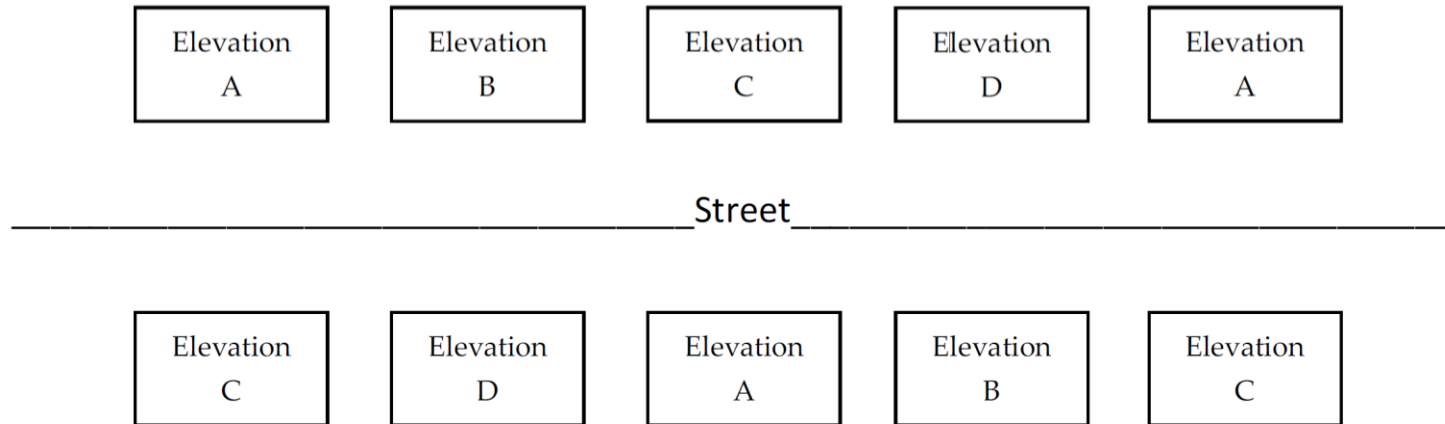 Elevation
A
Elevation
B
Elevation
C
Elevation
D
Elevation
A
Street
Elevation
C
Elevation
D
Elevation
A
Elevation
B
Elevation
C